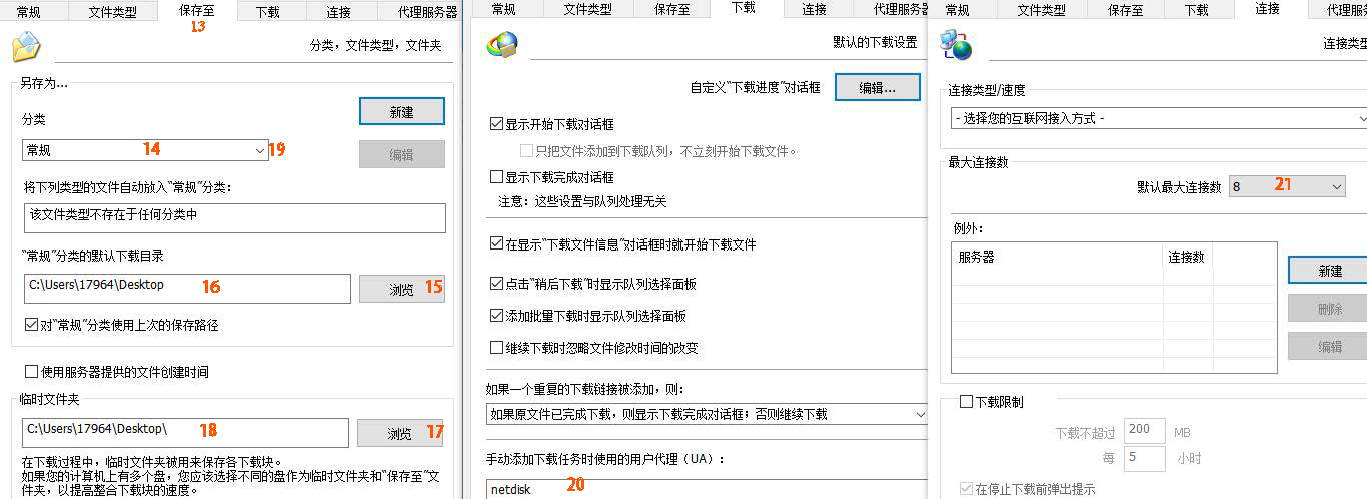 常规 文件类型 保存至 下载 连接 代理服务器
13
分类，文件类型，文件夹
另存为...
分类
新建
常规 14 19
编辑
将下列类型的文件自动放入“常规”分类：
该文件类型不存在于任何分类中
“常规”分类的默认下载目录
C:\Users\17964\Desktop 16
浏览 15
对“常规”分类使用上次的保存路径
使用服务器提供的文件创建时间
临时文件夹
C:\Users\17964\Desktop\ 18
浏览 17
在下载过程中，临时文件夹被用来保存各下载块。
如果您的计算机上有多个盘，您应该选择不同的盘作为临时文件夹和“保存至”文
件夹，以提高整合下载块的速度。
常规 文件类型 保存至 下载 连接 代理服务器
默认的下载设置
自定义“下载进度”对话框 编辑...
显示开始下载对话框
只把文件添加到下载队列，不立刻开始下载文件。
显示下载完成对话框
注意：这些设置与队列处理无关
在显示“下载文件信息”对话框时就开始下载文件
点击“稍后下载”时显示队列选择面板
添加批量下载时显示队列选择面板
继续下载时忽略文件修改时间的改变
如果一个重复的下载链接被添加，则：
如果原文件已完成下载，则显示下载完成对话框；否则继续下载
手动添加下载任务时使用的用户代理（UA）：
netdisk 20
常规 文件类型 保存至 下载 连接 代理服
连接类型
连接类型/速度
- 选择您的互联网接入方式 -
最大连接数
默认最大连接数 8 21
例外：
服务器 连接数
新建
删除
编辑
下载限制
下载不超过 200 MB
每 5 小时
在停止下载前弹出提示